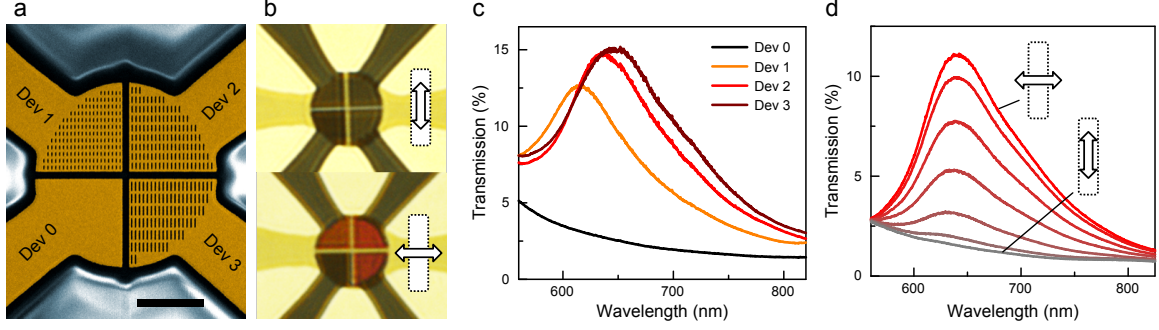 a
Dev 1
Dev 2
Dev 0
Dev 3
b
c
Transmission (%)
15
10
5
0
600
700
800
Wavelength (nm)
Dev 0
Dev 1
Dev 2
Dev 3
d
Transmission (%)
10
5
0
600
700
800
Wavelength (nm)